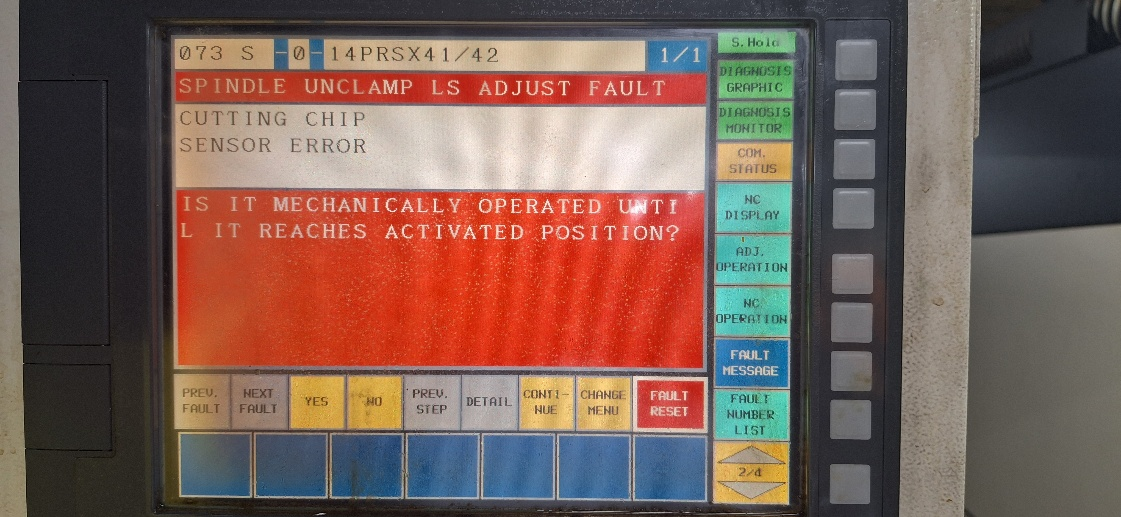 073 S -0- 14PRSX41/42 1/1
SPINDLE UNCLAMP LS ADJUST FAULT
CUTTING CHIP
SENSOR ERROR
IS IT MECHANICALLY OPERATED UNTI
L IT REACHES ACTIVATED POSITION?
PREV.
FAULT
NEXT
FAULT
YES
NO
PREV.
STEP
DETAIL
CONTI-
NUE
CHANGE
MENU
FAULT
RESET
S.Hold
DIAGNOSIS
GRAPHIC
DIAGNOSIS
MONITOR
COM.
STATUS
NC
DISPLAY
ADJ.
OPERATION
NC
OPERATION
FAULT
MESSAGE
FAULT
NUMBER
LIST
2/4